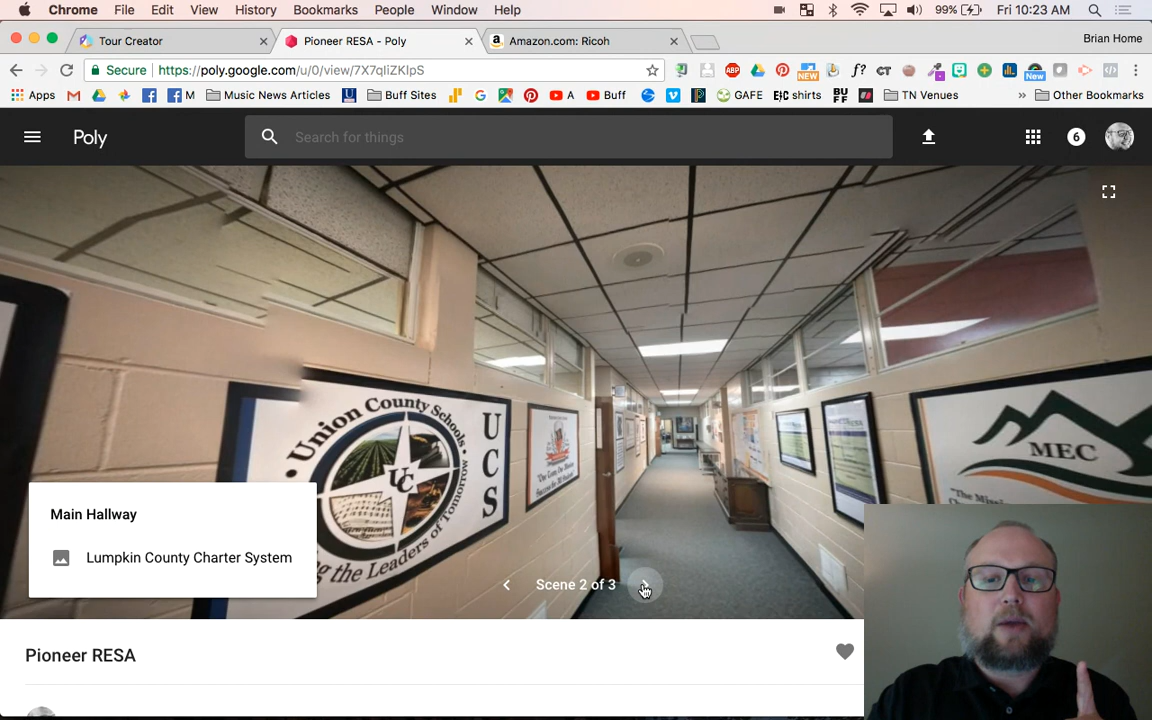 Chrome File Edit View History Bookmarks People Window Help 99% Fri 10:23 AM
Tour Creator Pioneer RESA - Poly Amazon.com: Ricoh Brian Home
Secure https://poly.google.com/u/0/view/7X7qliZKlpS
Apps M Music News Articles Buff Sites A Buff GAFE shirts TN Venues Other Bookmarks
Poly Search for things 6
Union County Schools
UC
UCS
the Leaders of Tomorrow
MEC
"The
Main Hallway
Lumpkin County Charter System
Scene 2 of 3
Pioneer RESA